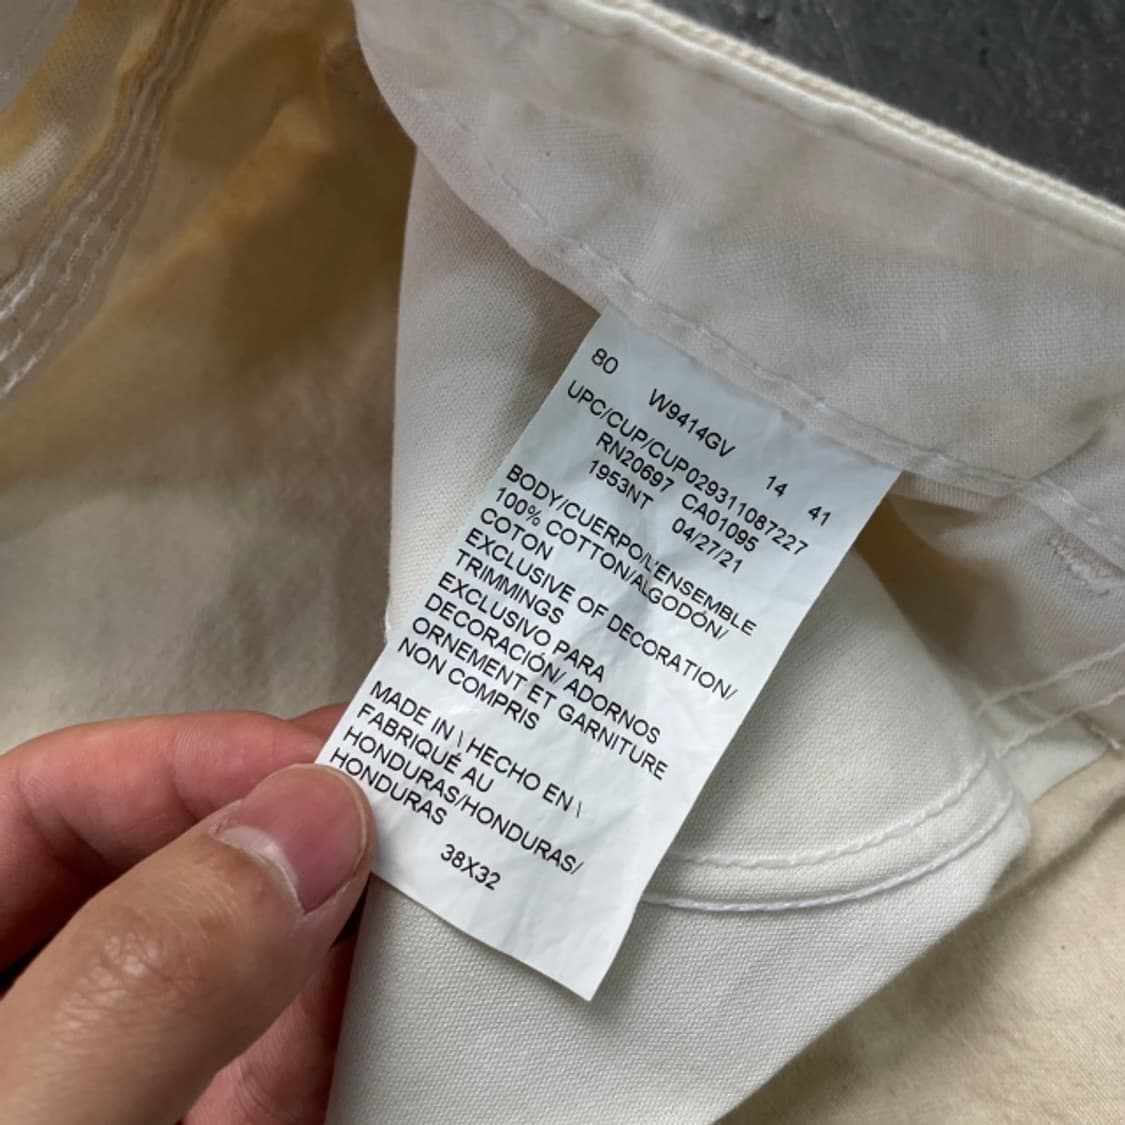 80 W9414GV 14 41
UPC/CUP/CUP029311087227
RN20697 CA01095
1953NT 04/27/21
BODY/CUERPO/L'ENSEMBLE
100% COTTON/ALGODÓN/
COTON
EXCLUSIVE OF DECORATION/
TRIMMINGS
EXCLUSIVO PARA
DECORACIÓN/ ADORNOS
ORNEMENT ET GARNITURE
NON COMPRIS
MADE IN \ HECHO EN \
FABRIQUÉ AU
HONDURAS/HONDURAS/
HONDURAS
38X32